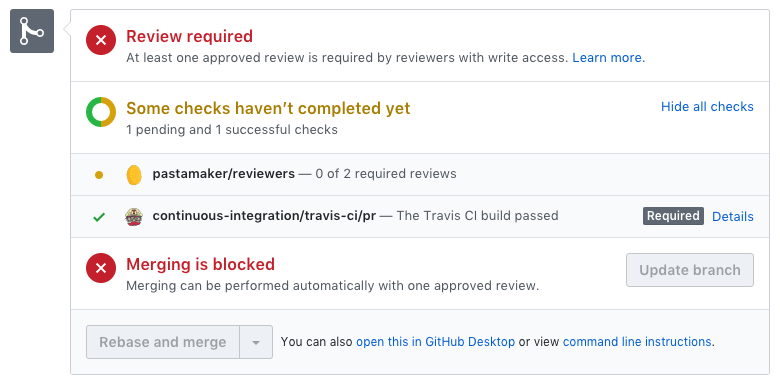 Review required
At least one approved review is required by reviewers with write access. Learn more.
Some checks haven’t completed yet
Hide all checks
1 pending and 1 successful checks
pastamaker/reviewers — 0 of 2 required reviews
continuous-integration/travis-ci/pr — The Travis CI build passed
Required
Details
Merging is blocked
Update branch
Merging can be performed automatically with one approved review.
Rebase and merge
You can also open this in GitHub Desktop or view command line instructions.